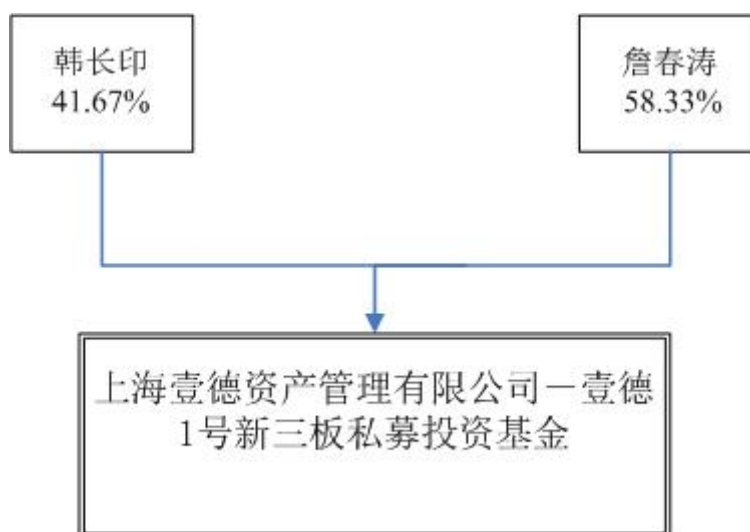 韩长印
41.67%
詹春涛
58.33%
上海壹德资产管理有限公司－壹德
1号新三板私募投资基金